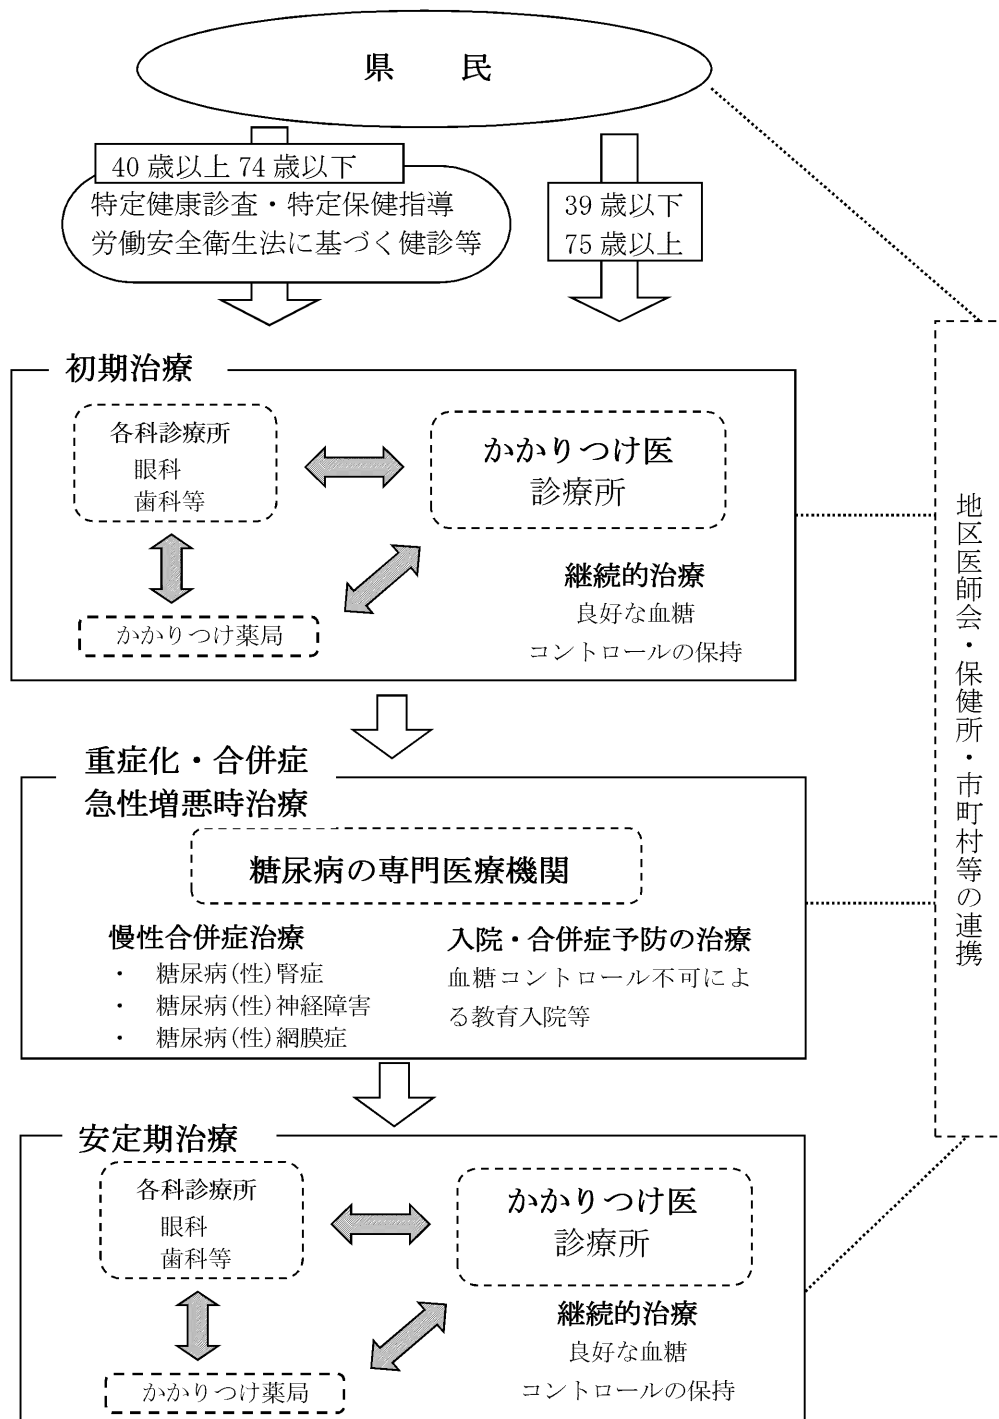 県　　民
40 歳以上 74 歳以下
特定健康診査・特定保健指導
労働安全衛生法に基づく健診等
39 歳以下
75 歳以上
初期治療
各科診療所
眼科
歯科等
かかりつけ医
診療所
かかりつけ薬局
継続的治療
良好な血糖
コントロールの保持
重症化・合併症
急性増悪時治療
糖尿病の専門医療機関
慢性合併症治療
・　糖尿病(性)腎症
・　糖尿病(性)神経障害
・　糖尿病(性)網膜症
入院・合併症予防の治療
血糖コントロール不可によ
る教育入院等
安定期治療
各科診療所
眼科
歯科等
かかりつけ医
診療所
かかりつけ薬局
継続的治療
良好な血糖
コントロールの保持
地区医師会・保健所・市町村等の連携